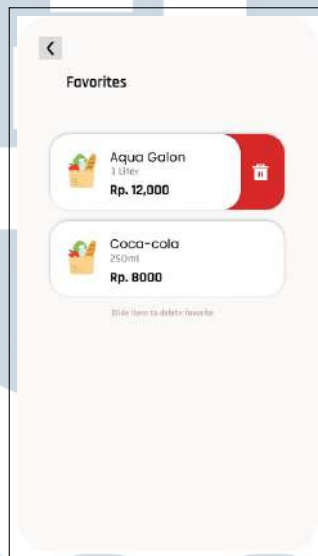 Favorites
Aqua Galon
1 Liter
Rp. 12,000
Coca-cola
250ml
Rp. 8000
Slide item to delete favorite